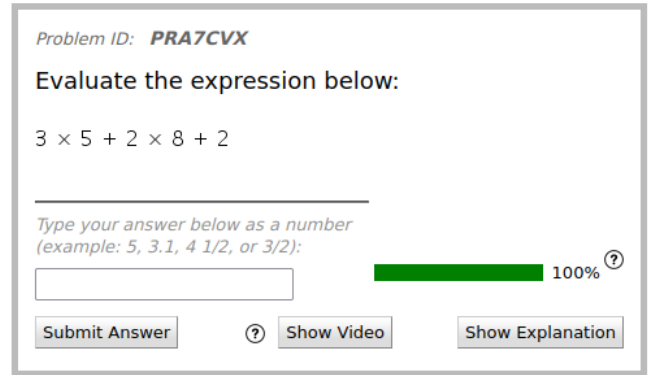 Problem ID: PRA7CVX
Evaluate the expression below:
3 × 5 + 2 × 8 + 2
Type your answer below as a number
(example: 5, 3.1, 4 1/2, or 3/2):
100% ?
Submit Answer ? Show Video Show Explanation